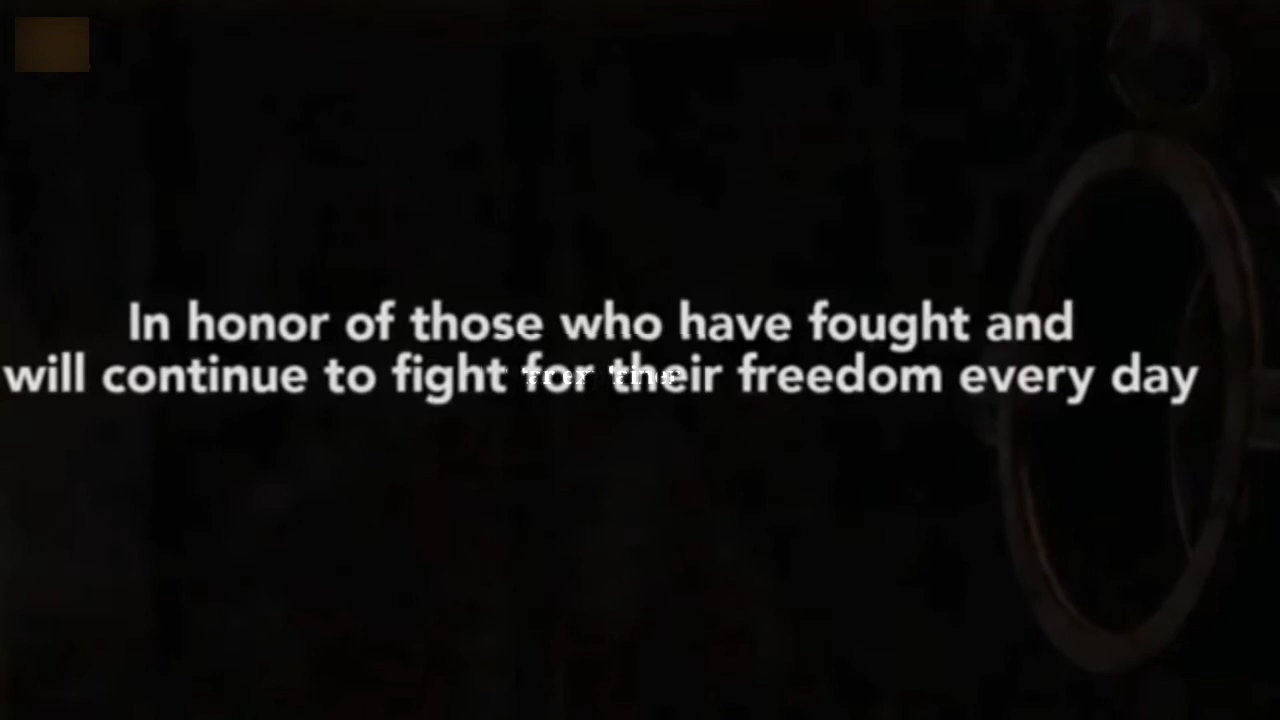 In honor of those who have fought and
will continue to fight for their freedom every day